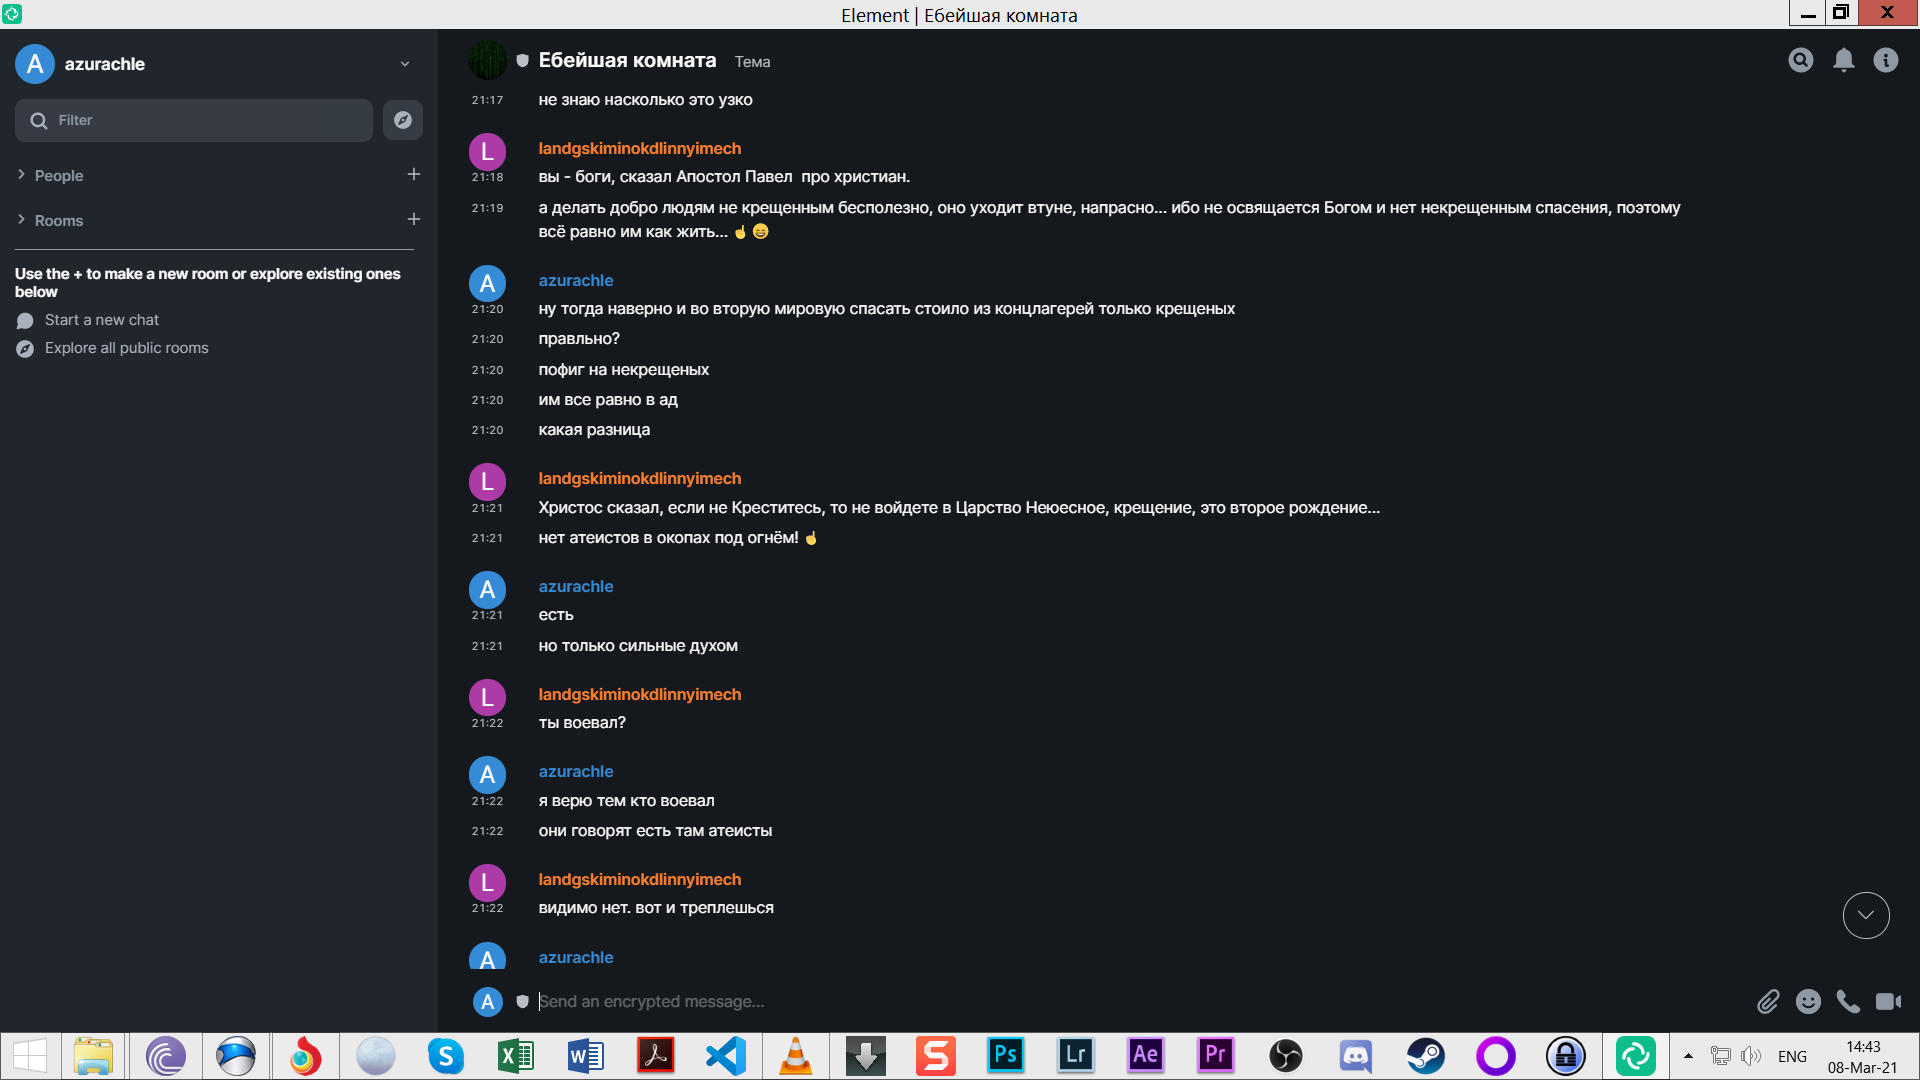 Element | Ебейшая комната
A azurachle
Filter
People
Rooms
Use the + to make a new room or explore existing ones
below
Start a new chat
Explore all public rooms
Ебейшая комната Тема
21:17 не знаю насколько это узко
L landgskiminokdlinnyimech
21:18 вы - боги, сказал Апостол Павел  про христиан.
21:19 а делать добро людям не крещенным бесполезно, оно уходит втуне, напрасно... ибо не освящается Богом и нет некрещенным спасения, поэтому
всё равно им как жить... ☝😄
A azurachle
21:20 ну тогда наверно и во вторую мировую спасать стоило из концлагерей только крещеных
21:20 правльно?
21:20 пофиг на некрещеных
21:20 им все равно в ад
21:20 какая разница
L landgskiminokdlinnyimech
21:21 Христос сказал, если не Креститесь, то не войдете в Царство Неюесное, крещение, это второе рождение...
21:21 нет атеистов в окопах под огнём! ☝
A azurachle
21:21 есть
21:21 но только сильные духом
L landgskiminokdlinnyimech
21:22 ты воевал?
A azurachle
21:22 я верю тем кто воевал
21:22 они говорят есть там атеисты
L landgskiminokdlinnyimech
21:22 видимо нет. вот и треплешься
A azurachle
A Send an encrypted message...
S Ps Lr Ae Pr ENG 14:43
08-Mar-21